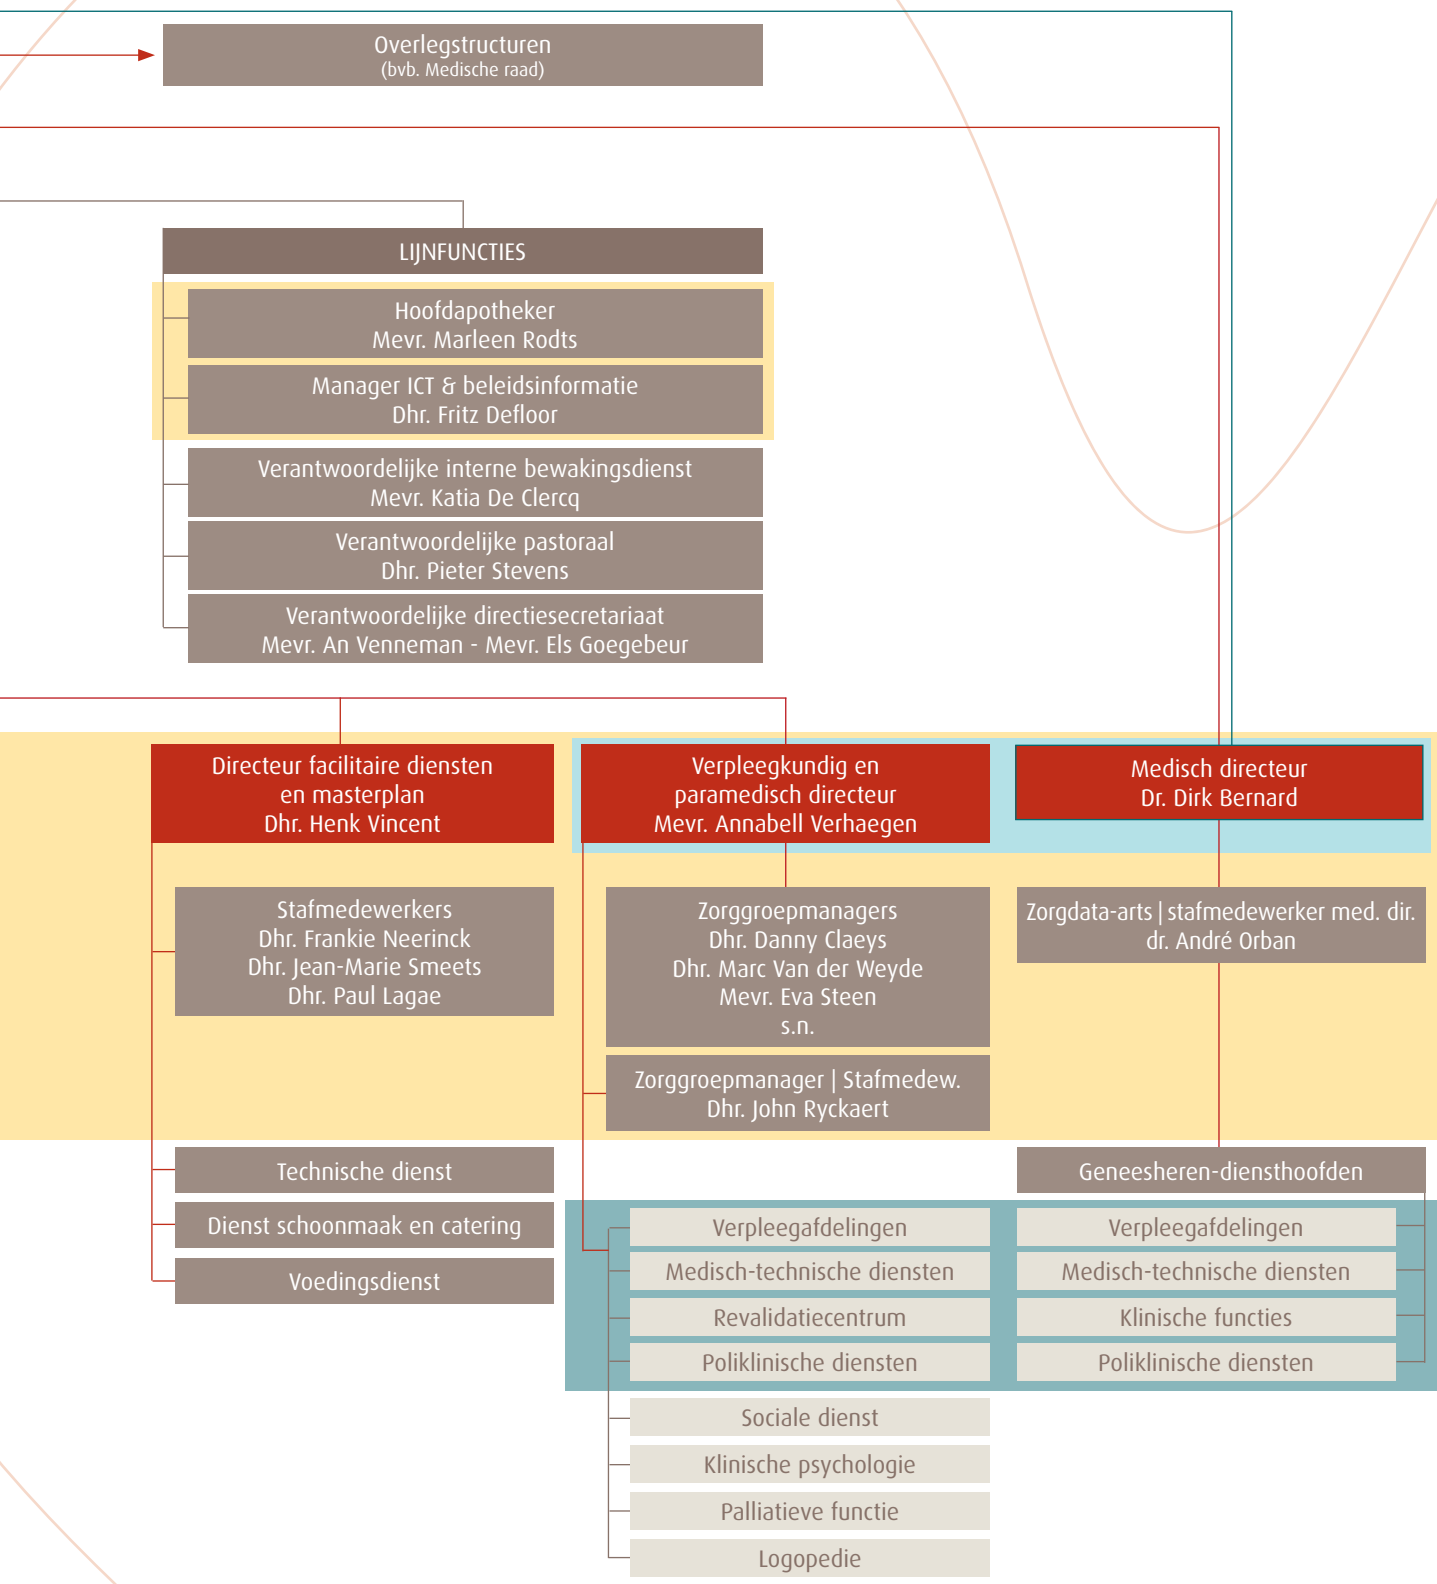 Overlegstructuren
(bvb. Medische raad)
LIJNFUNCTIES
Hoofdapotheker
Mevr. Marleen Rodts
Manager ICT & beleidsinformatie
Dhr. Fritz Defloor
Verantwoordelijke interne bewakingsdienst
Mevr. Katia De Clercq
Verantwoordelijke pastoraal
Dhr. Pieter Stevens
Verantwoordelijke directiesecretariaat
Mevr. An Venneman - Mevr. Els Goegebeur
Directeur facilitaire diensten
en masterplan
Dhr. Henk Vincent
Stafmedewerkers
Dhr. Frankie Neerinck
Dhr. Jean-Marie Smeets
Dhr. Paul Lagae
Technische dienst
Dienst schoonmaak en catering
Voedingsdienst
Verpleegkundig en
paramedisch directeur
Mevr. Annabell Verhaegen
Zorggroepmanagers
Dhr. Danny Claeys
Dhr. Marc Van der Weyde
Mevr. Eva Steen
s.n.
Zorggroepmanager | Stafmedew.
Dhr. John Ryckaert
Verpleegafdelingen
Medisch-technische diensten
Revalidatiecentrum
Poliklinische diensten
Sociale dienst
Klinische psychologie
Palliatieve functie
Logopedie
Medisch directeur
Dr. Dirk Bernard
Zorgdata-arts | stafmedewerker med. dir.
dr. André Orban
Geneesheren-diensthoofden
Verpleegafdelingen
Medisch-technische diensten
Klinische functies
Poliklinische diensten